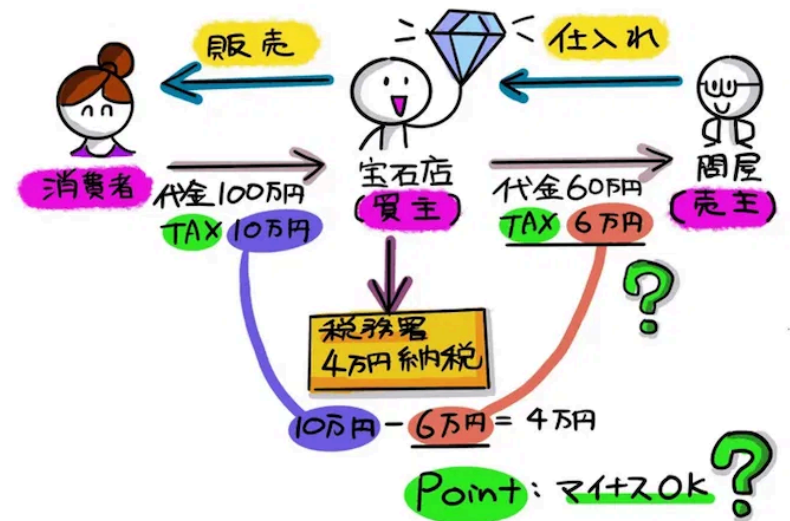 販売
仕入れ
消費者
代金100万円
TAX 10万円
宝石店
(買主)
代金60万円
TAX 6万円
問屋
(売主)
?
税務署
4万円納税
10万円-6万円=4万円
Point:マイナスOK?